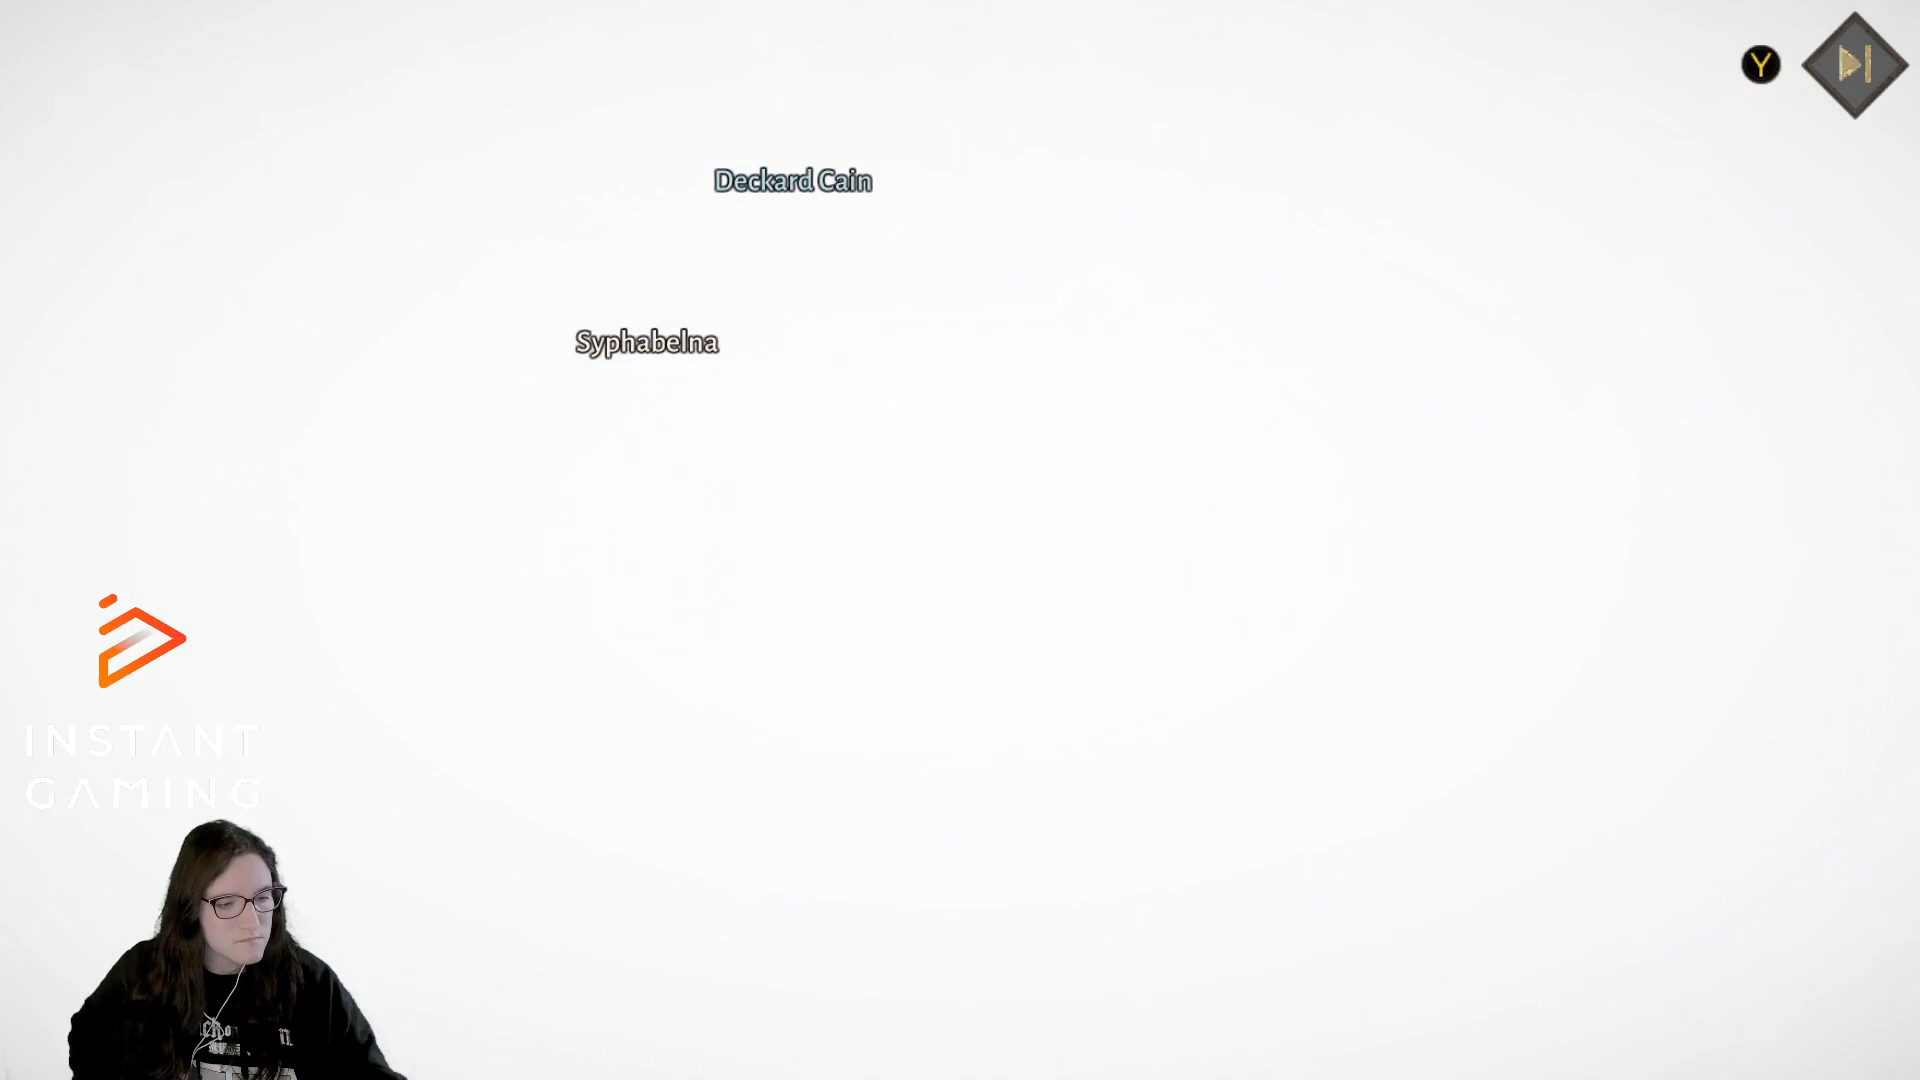 Y
Deckard Cain
Syphabelna
INSTANT
GAMING